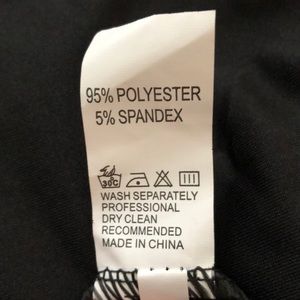 95% POLYESTER
5% SPANDEX
30°C
WASH SEPARATELY
PROFESSIONAL
DRY CLEAN
RECOMMENDED
MADE IN CHINA